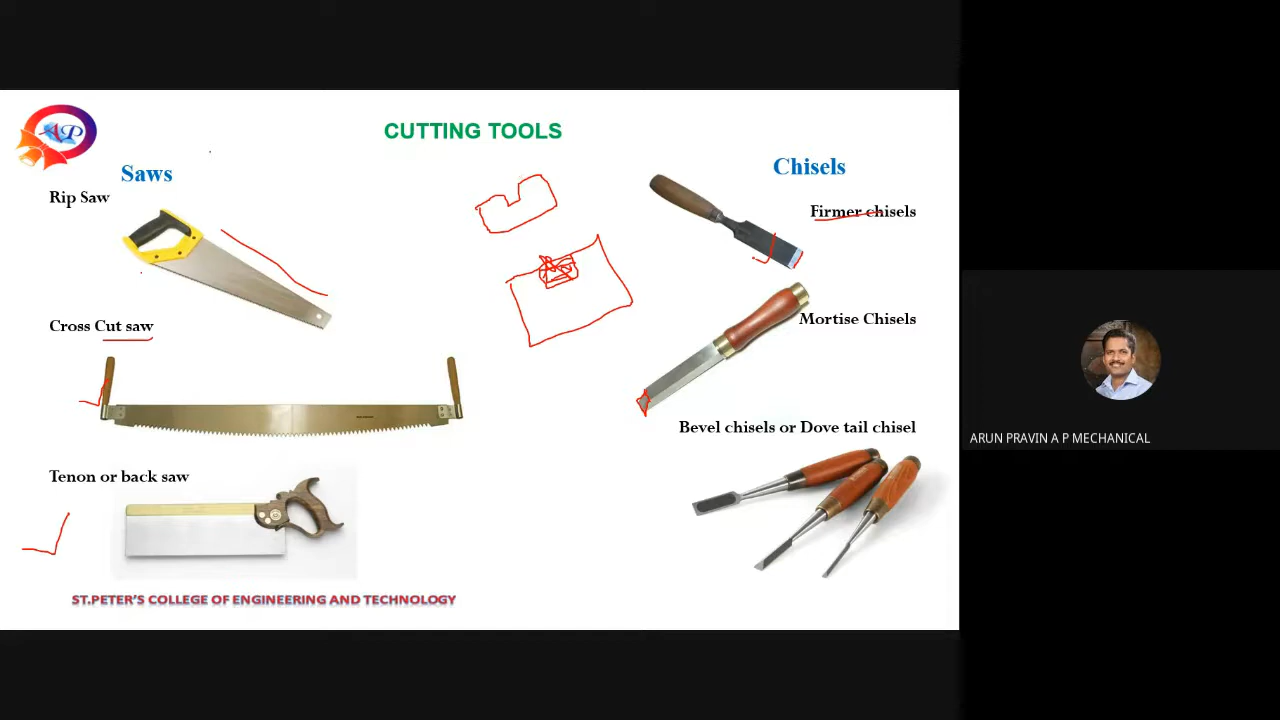 AP
CUTTING TOOLS
Saws
Rip Saw
Cross Cut saw
Tenon or back saw
Chisels
Firmer chisels
Mortise Chisels
Bevel chisels or Dove tail chisel
ST.PETER'S COLLEGE OF ENGINEERING AND TECHNOLOGY
ARUN PRAVIN A P MECHANICAL